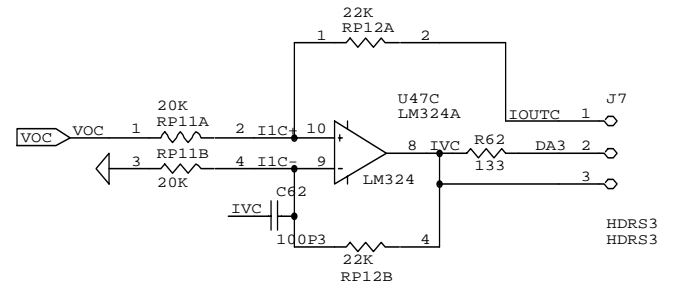 22K
RP12A
1 2
U47C
LM324A
J7
IOUTC 1
20K
RP11A
VOC VOC 1 2 I1C+ 10
8 IVC R62 DA3 2
133
RP11B
3 4 I1C- 9
20K
LM324
3
C62
IVC
100P3 4
22K
RP12B
HDRS3
HDRS3